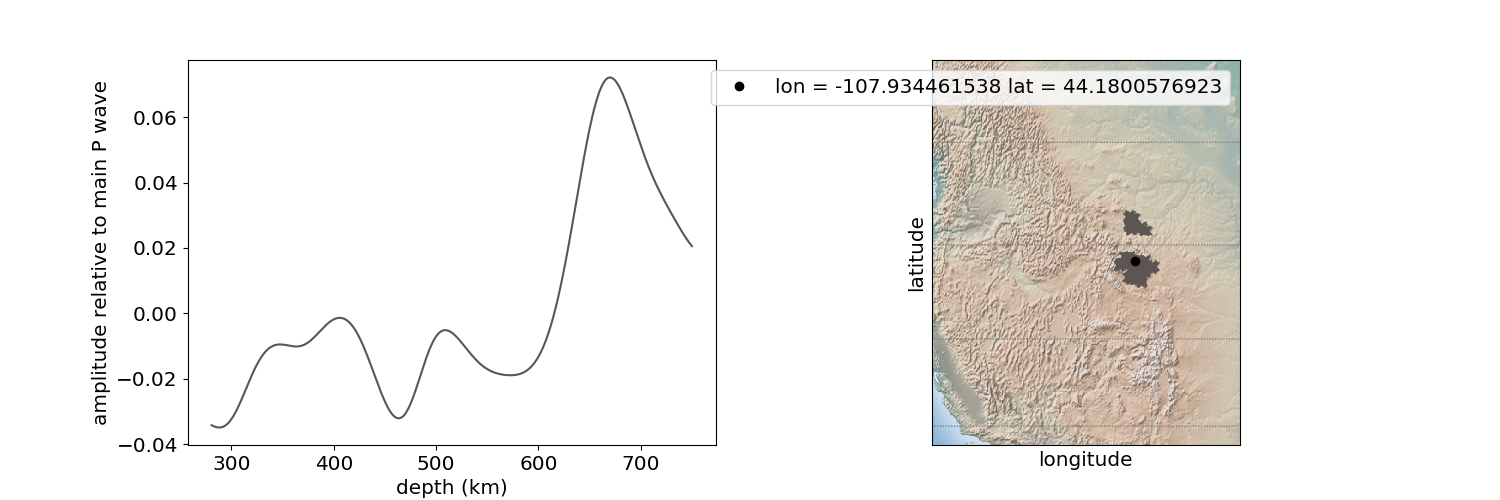 amplitude relative to main P wave
0.06
0.04
0.02
0.00
−0.02
−0.04
300 400 500 600 700
depth (km)
lon = -107.934461538 lat = 44.1800576923
latitude
longitude